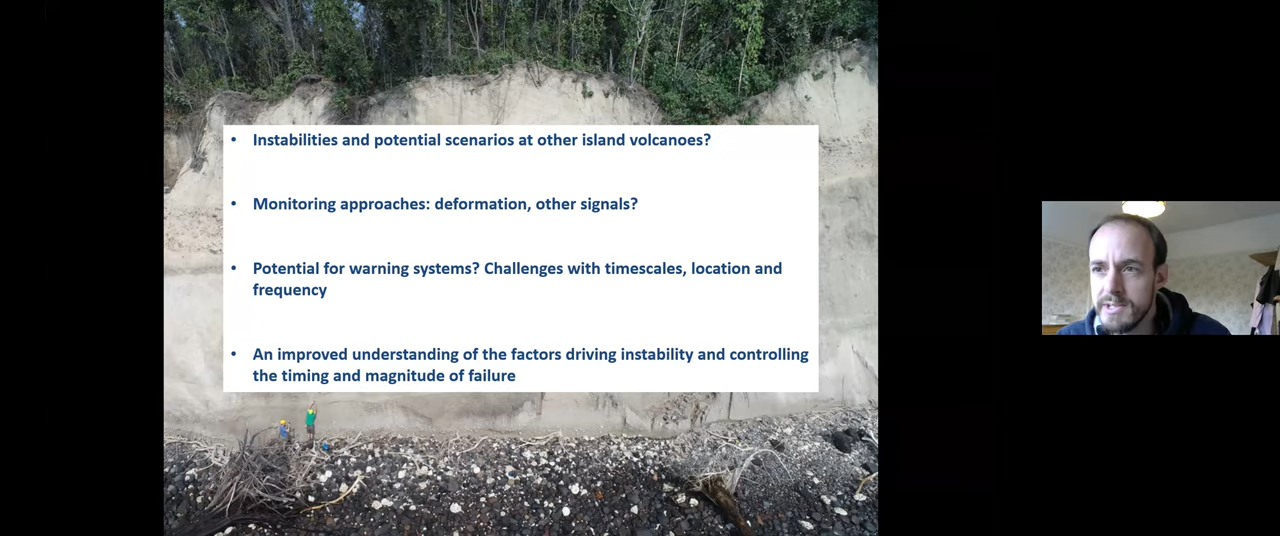 • Instabilities and potential scenarios at other island volcanoes?
• Monitoring approaches: deformation, other signals?
• Potential for warning systems? Challenges with timescales, location and
frequency
• An improved understanding of the factors driving instability and controlling
the timing and magnitude of failure